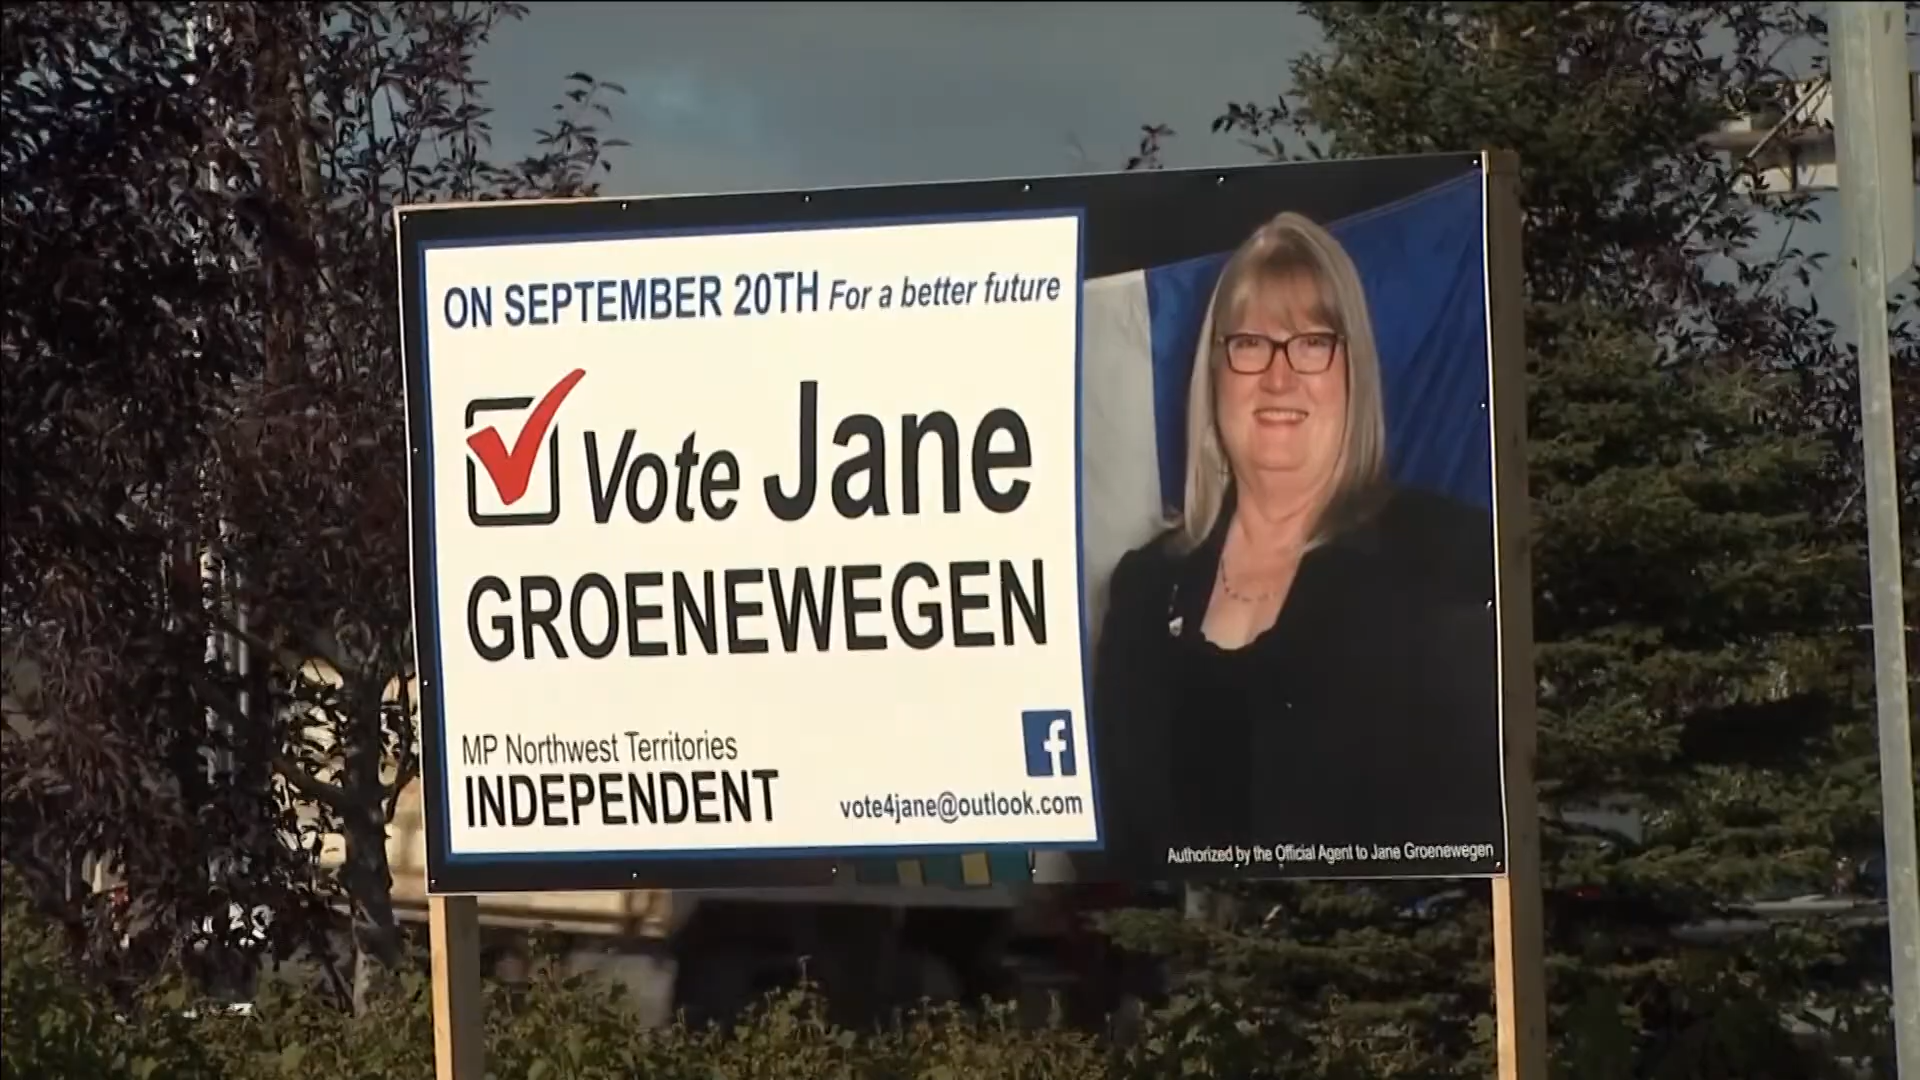 ON SEPTEMBER 20TH For a better future
Vote Jane
GROENEWEGEN
MP Northwest Territories
INDEPENDENT
f
vote4jane@outlook.com
Authorized by the Official Agent to Jane Groenewegen